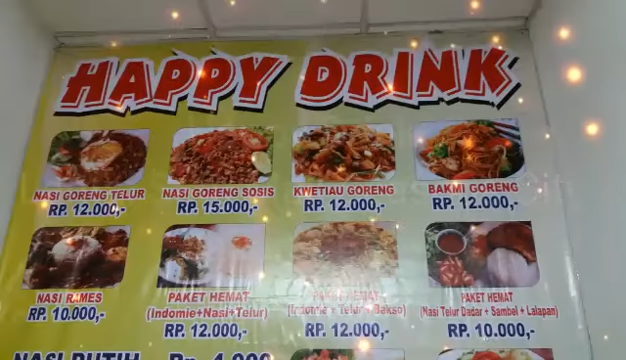 HAPPY DRINK
NASI GORENG TELUR
RP. 12.000,-
NASI GORENG SOSIS
RP. 15.000,-
KWETIAU GORENG
RP. 12.000,-
BAKMI GORENG
RP. 12.000,-
NASI RAMES
RP. 10.000,-
PAKET HEMAT
(Indomie+Nasi+Telur)
RP. 12.000,-
PAKET HEMAT
(Indomie + Telur + Bakso)
RP. 12.000,-
PAKET HEMAT
(Nasi Telur Dadar + Sambel + Lalapan)
RP. 10.000,-
NASI PUTIH Rp. 4.000